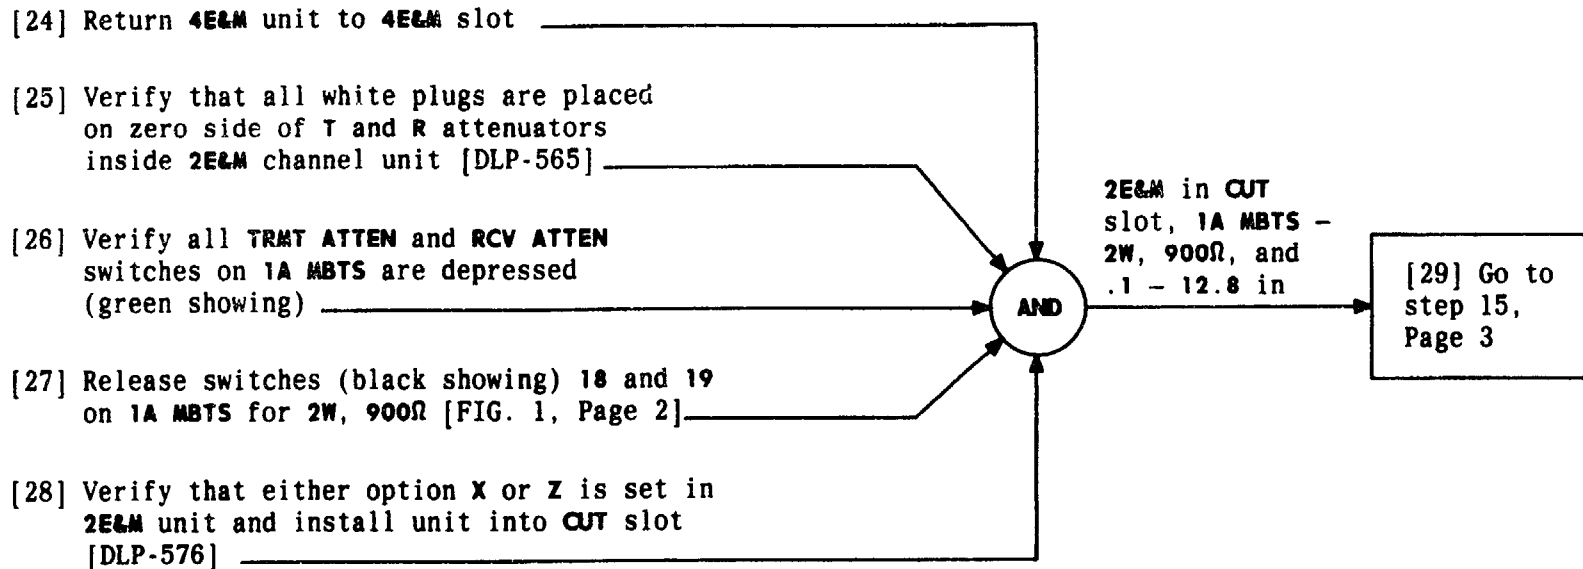 [24] Return 4E&M unit to 4E&M slot
[25] Verify that all white plugs are placed
on zero side of T and R attenuators
inside 2E&M channel unit [DLP-565]
[26] Verify all TRMT ATTEN and RCV ATTEN
switches on 1A MBTS are depressed
(green showing)
[27] Release switches (black showing) 18 and 19
on 1A MBTS for 2W, 900Ω [FIG. 1, Page 2]
[28] Verify that either option X or Z is set in
2E&M unit and install unit into CUT slot
[DLP-576]
AND
2E&M in CUT
slot, 1A MBTS –
2W, 900Ω, and
.1 – 12.8 in
[29] Go to
step 15,
Page 3